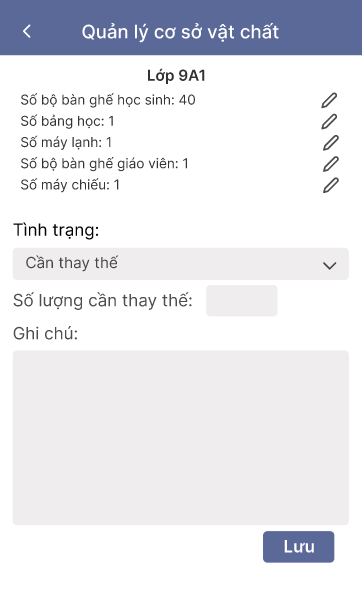 Quản lý cơ sở vật chất
Lớp 9A1
Số bộ bàn ghế học sinh: 40
Số bảng học: 1
Số máy lạnh: 1
Số bộ bàn ghế giáo viên: 1
Số máy chiếu: 1
Tình trạng:
Cần thay thế
Số lượng cần thay thế:
Ghi chú:
Lưu